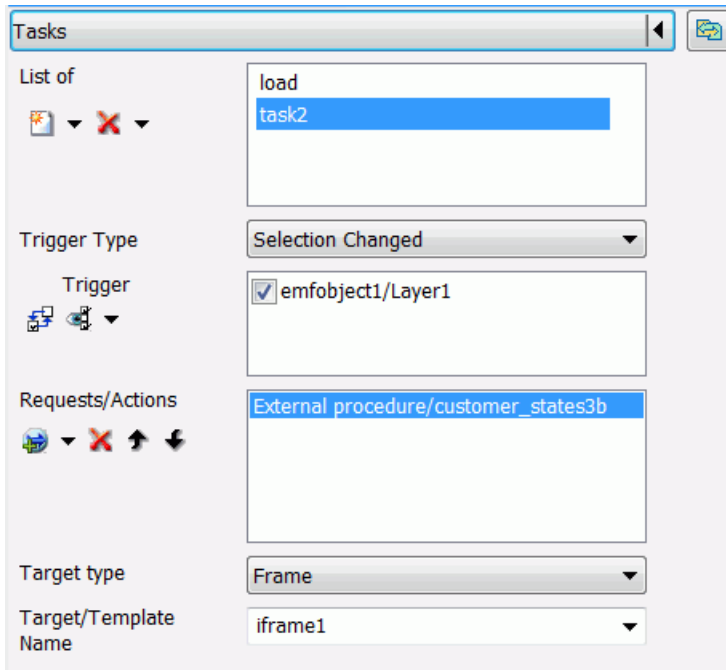 Tasks
List of
load
task2
Trigger Type
Selection Changed
Trigger
emfobject1/Layer1
Requests/Actions
External procedure/customer_states3b
Target type
Frame
Target/Template
Name
iframe1